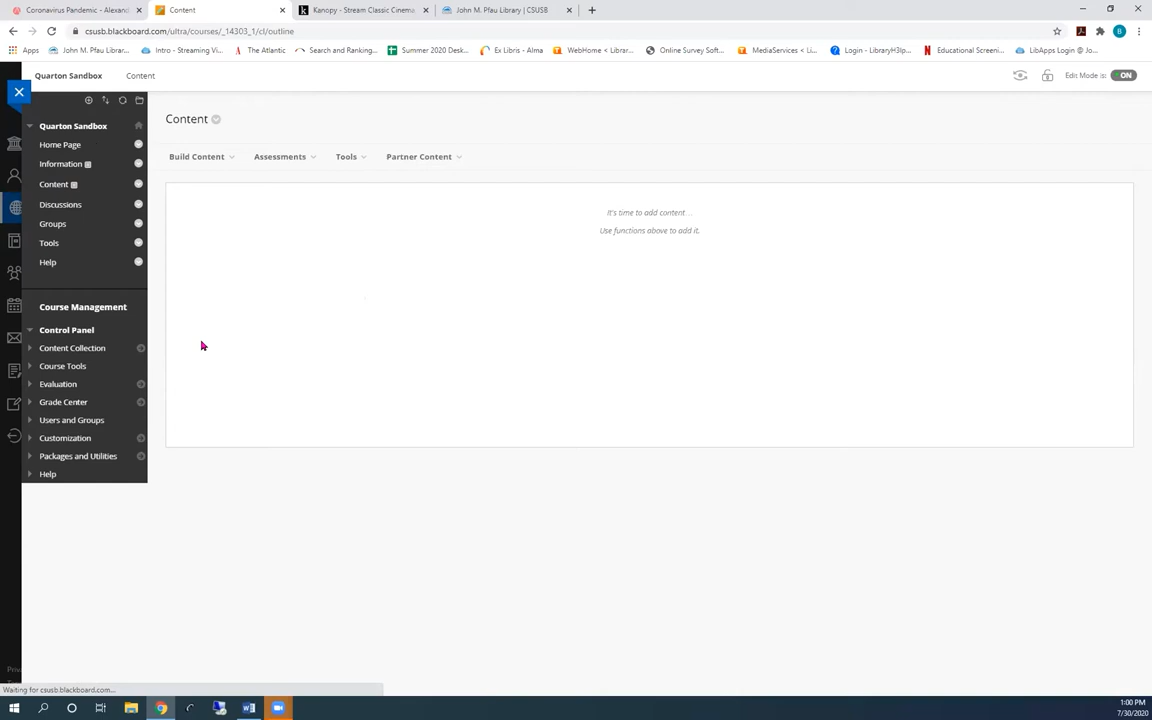 Coronavirus Pandemic - Alexand
Content
Kanopy - Stream Classic Cinema
John M. Pfau Library | CSUSB
csusb.blackboard.com/ultra/courses/_14303_1/cl/outline
Apps
John M. Pfau Librar...
Intro - Streaming Vi...
The Atlantic
Search and Ranking...
Summer 2020 Desk...
Ex Libris - Alma
WebHome < Librar...
Online Survey Soft...
MediaServices < Li...
Login - LibraryH3lp...
Educational Screeni...
LibApps Login @ Jo...
Quarton Sandbox
Content
Edit Mode is:
ON
Quarton Sandbox
Home Page
Information
Content
Discussions
Groups
Tools
Help
Course Management
Control Panel
Content Collection
Course Tools
Evaluation
Grade Center
Users and Groups
Customization
Packages and Utilities
Help
Content
Build Content
Assessments
Tools
Partner Content
It's time to add content...
Use functions above to add it.
Priv
Waiting for csusb.blackboard.com...
1:00 PM
7/30/2020